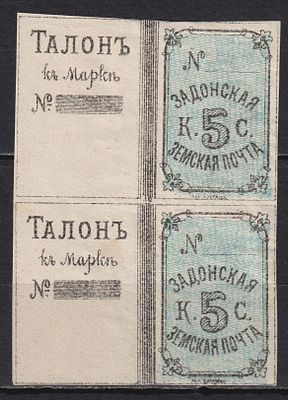 ТАЛОНЪ
къ Маркѣ
№
№
ЗАДОНСКАЯ
К. 5 С.
ЗЕМСКАЯ ПОЧТА
ТАЛОНЪ
къ Маркѣ
№
№
ЗАДОНСКАЯ
К. 5 С.
ЗЕМСКАЯ ПОЧТА